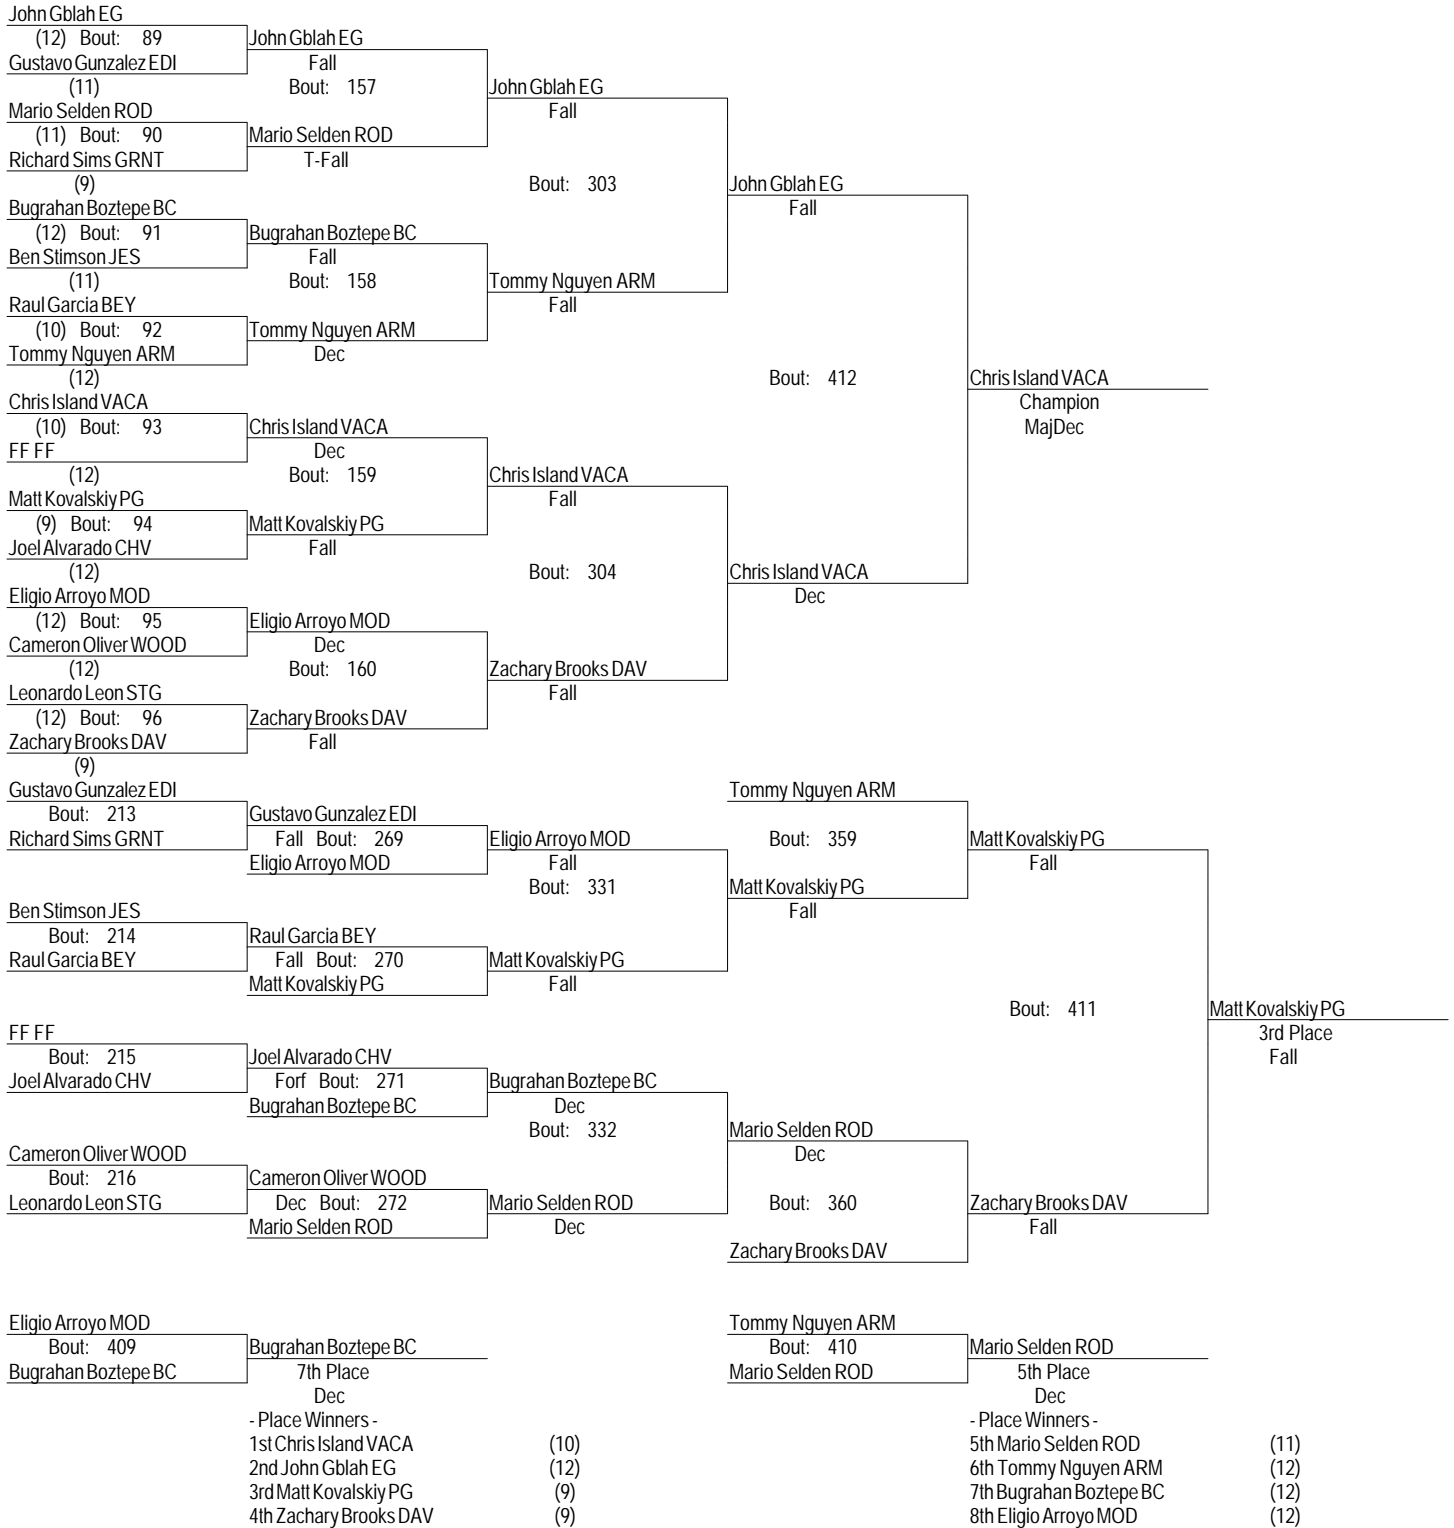 John Gblah EG
(12) Bout: 89 John Gblah EG
Gustavo Gunzalez EDI Fall
(11) Bout: 157 John Gblah EG
Mario Selden ROD Fall
(11) Bout: 90 Mario Selden ROD
Richard Sims GRNT T-Fall
(9) Bout: 303 John Gblah EG
Bugrahan Boztepe BC Fall
(12) Bout: 91 Bugrahan Boztepe BC
Ben Stimson JES Fall
(11) Bout: 158 Tommy Nguyen ARM
Raul Garcia BEY Fall
(10) Bout: 92 Tommy Nguyen ARM
Tommy Nguyen ARM Dec
(12) Bout: 412 Chris Island VACA
Chris Island VACA Champion
(10) Bout: 93 Chris Island VACA MajDec
FF FF Dec
(12) Bout: 159 Chris Island VACA
Matt Kovalskiy PG Fall
(9) Bout: 94 Matt Kovalskiy PG
Joel Alvarado CHV Fall
(12) Bout: 304 Chris Island VACA
Eligio Arroyo MOD Dec
(12) Bout: 95 Eligio Arroyo MOD
Cameron Oliver WOOD Dec
(12) Bout: 160 Zachary Brooks DAV
Leonardo Leon STG Fall
(12) Bout: 96 Zachary Brooks DAV
Zachary Brooks DAV Fall
(9)
Gustavo Gunzalez EDI Tommy Nguyen ARM
Bout: 213 Gustavo Gunzalez EDI
Richard Sims GRNT Fall Bout: 269 Eligio Arroyo MOD Bout: 359 Matt Kovalskiy PG
Eligio Arroyo MOD Fall Fall
Bout: 331 Matt Kovalskiy PG
Ben Stimson JES Fall
Bout: 214 Raul Garcia BEY
Raul Garcia BEY Fall Bout: 270 Matt Kovalskiy PG
Matt Kovalskiy PG Fall
Bout: 411 Matt Kovalskiy PG
FF FF 3rd Place
Bout: 215 Joel Alvarado CHV Fall
Joel Alvarado CHV Forf Bout: 271 Bugrahan Boztepe BC
Bugrahan Boztepe BC Dec
Bout: 332 Mario Selden ROD
Cameron Oliver WOOD Dec
Bout: 216 Cameron Oliver WOOD
Leonardo Leon STG Dec Bout: 272 Mario Selden ROD Bout: 360 Zachary Brooks DAV
Mario Selden ROD Dec Fall
Zachary Brooks DAV
Eligio Arroyo MOD Tommy Nguyen ARM
Bout: 409 Bugrahan Boztepe BC Bout: 410 Mario Selden ROD
Bugrahan Boztepe BC 7th Place Mario Selden ROD 5th Place
Dec Dec
- Place Winners - - Place Winners -
1st Chris Island VACA (10) 5th Mario Selden ROD (11)
2nd John Gblah EG (12) 6th Tommy Nguyen ARM (12)
3rd Matt Kovalskiy PG (9) 7th Bugrahan Boztepe BC (12)
4th Zachary Brooks DAV (9) 8th Eligio Arroyo MOD (12)